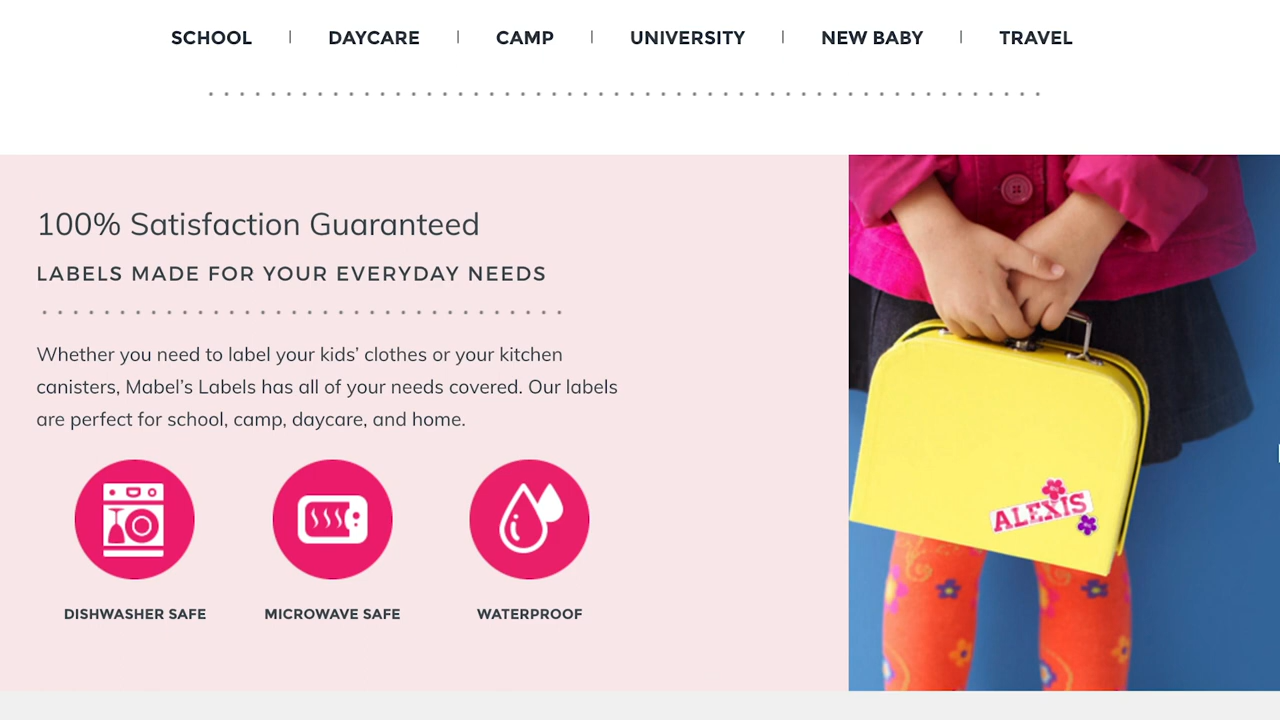 SCHOOL | DAYCARE | CAMP | UNIVERSITY | NEW BABY | TRAVEL
100% Satisfaction Guaranteed
LABELS MADE FOR YOUR EVERYDAY NEEDS
Whether you need to label your kids’ clothes or your kitchen
canisters, Mabel’s Labels has all of your needs covered. Our labels
are perfect for school, camp, daycare, and home.
DISHWASHER SAFE MICROWAVE SAFE WATERPROOF
ALEXIS